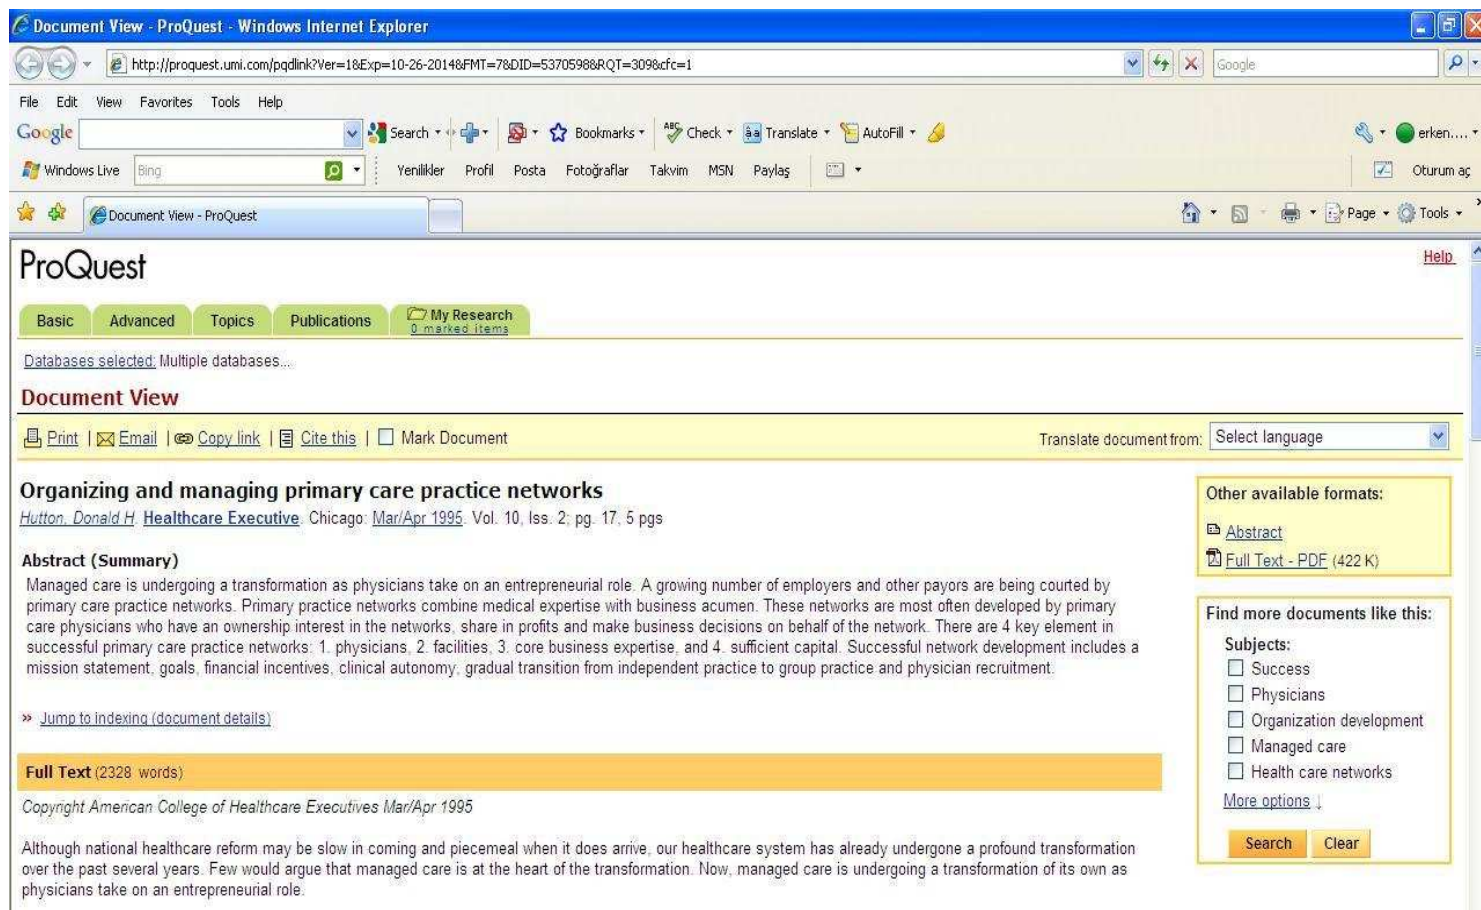 Document View - ProQuest - Windows Internet Explorer
http://proquest.umi.com/pqdlink?Ver=1&Exp=10-26-2014&FMT=7&DID=5370598&RQT=309&cfc=1
Google
File Edit View Favorites Tools Help
Google Search Bookmarks Check Translate AutoFill erken....
Windows Live Bing Yenilikler Profil Posta Fotoğraflar Takvim MSN Paylaş Oturum aç
Document View - ProQuest Page Tools
ProQuest Help
Basic Advanced Topics Publications My Research
0 marked items
Databases selected: Multiple databases...
Document View
Print | Email | Copy link | Cite this | Mark Document Translate document from: Select language
Organizing and managing primary care practice networks
Hutton, Donald H. Healthcare Executive. Chicago: Mar/Apr 1995. Vol. 10, Iss. 2; pg. 17, 5 pgs
Abstract (Summary)
Managed care is undergoing a transformation as physicians take on an entrepreneurial role. A growing number of employers and other payors are being courted by
primary care practice networks. Primary practice networks combine medical expertise with business acumen. These networks are most often developed by primary
care physicians who have an ownership interest in the networks, share in profits and make business decisions on behalf of the network. There are 4 key element in
successful primary care practice networks: 1. physicians, 2. facilities, 3. core business expertise, and 4. sufficient capital. Successful network development includes a
mission statement, goals, financial incentives, clinical autonomy, gradual transition from independent practice to group practice and physician recruitment.
» Jump to indexing (document details)
Full Text (2328 words)
Copyright American College of Healthcare Executives Mar/Apr 1995
Although national healthcare reform may be slow in coming and piecemeal when it does arrive, our healthcare system has already undergone a profound transformation
over the past several years. Few would argue that managed care is at the heart of the transformation. Now, managed care is undergoing a transformation of its own as
physicians take on an entrepreneurial role.
Other available formats:
Abstract
Full Text - PDF (422 K)
Find more documents like this:
Subjects:
Success
Physicians
Organization development
Managed care
Health care networks
More options ↓
Search Clear